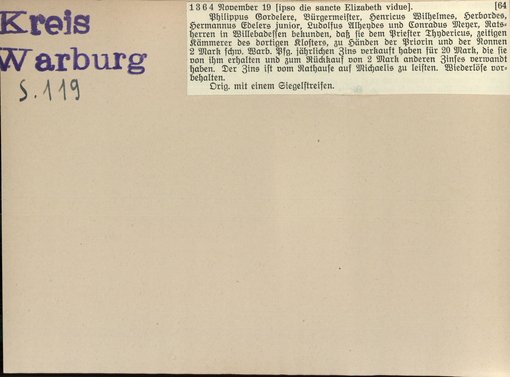 Kreis
Warburg
S. 119
1364 November 19 [ipso die sancte Elizabeth vidue]. [64
Philippus Gordelere, Bürgermeister, Henricus Wilhelmes, Herbordes,
Hermannus Edelers junior, Ludolfus Alheydes und Conradus Meyer, Rats-
herren in Willebadessen bekunden, daß sie dem Priester Thydericus, zeitigen
Kämmerer des dortigen Klosters, zu Händen der Priorin und der Nonnen
2 Mark schw. Warb. Pfg. jährlichen Zins verkauft haben für 20 Mark, die sie
von ihm erhalten und zum Rückkauf von 2 Mark anderen Zinses verwandt
haben. Der Zins ist vom Rathause auf Michaelis zu leisten. Wiederlöse vor-
behalten.
Orig. mit einem Siegelstreifen.